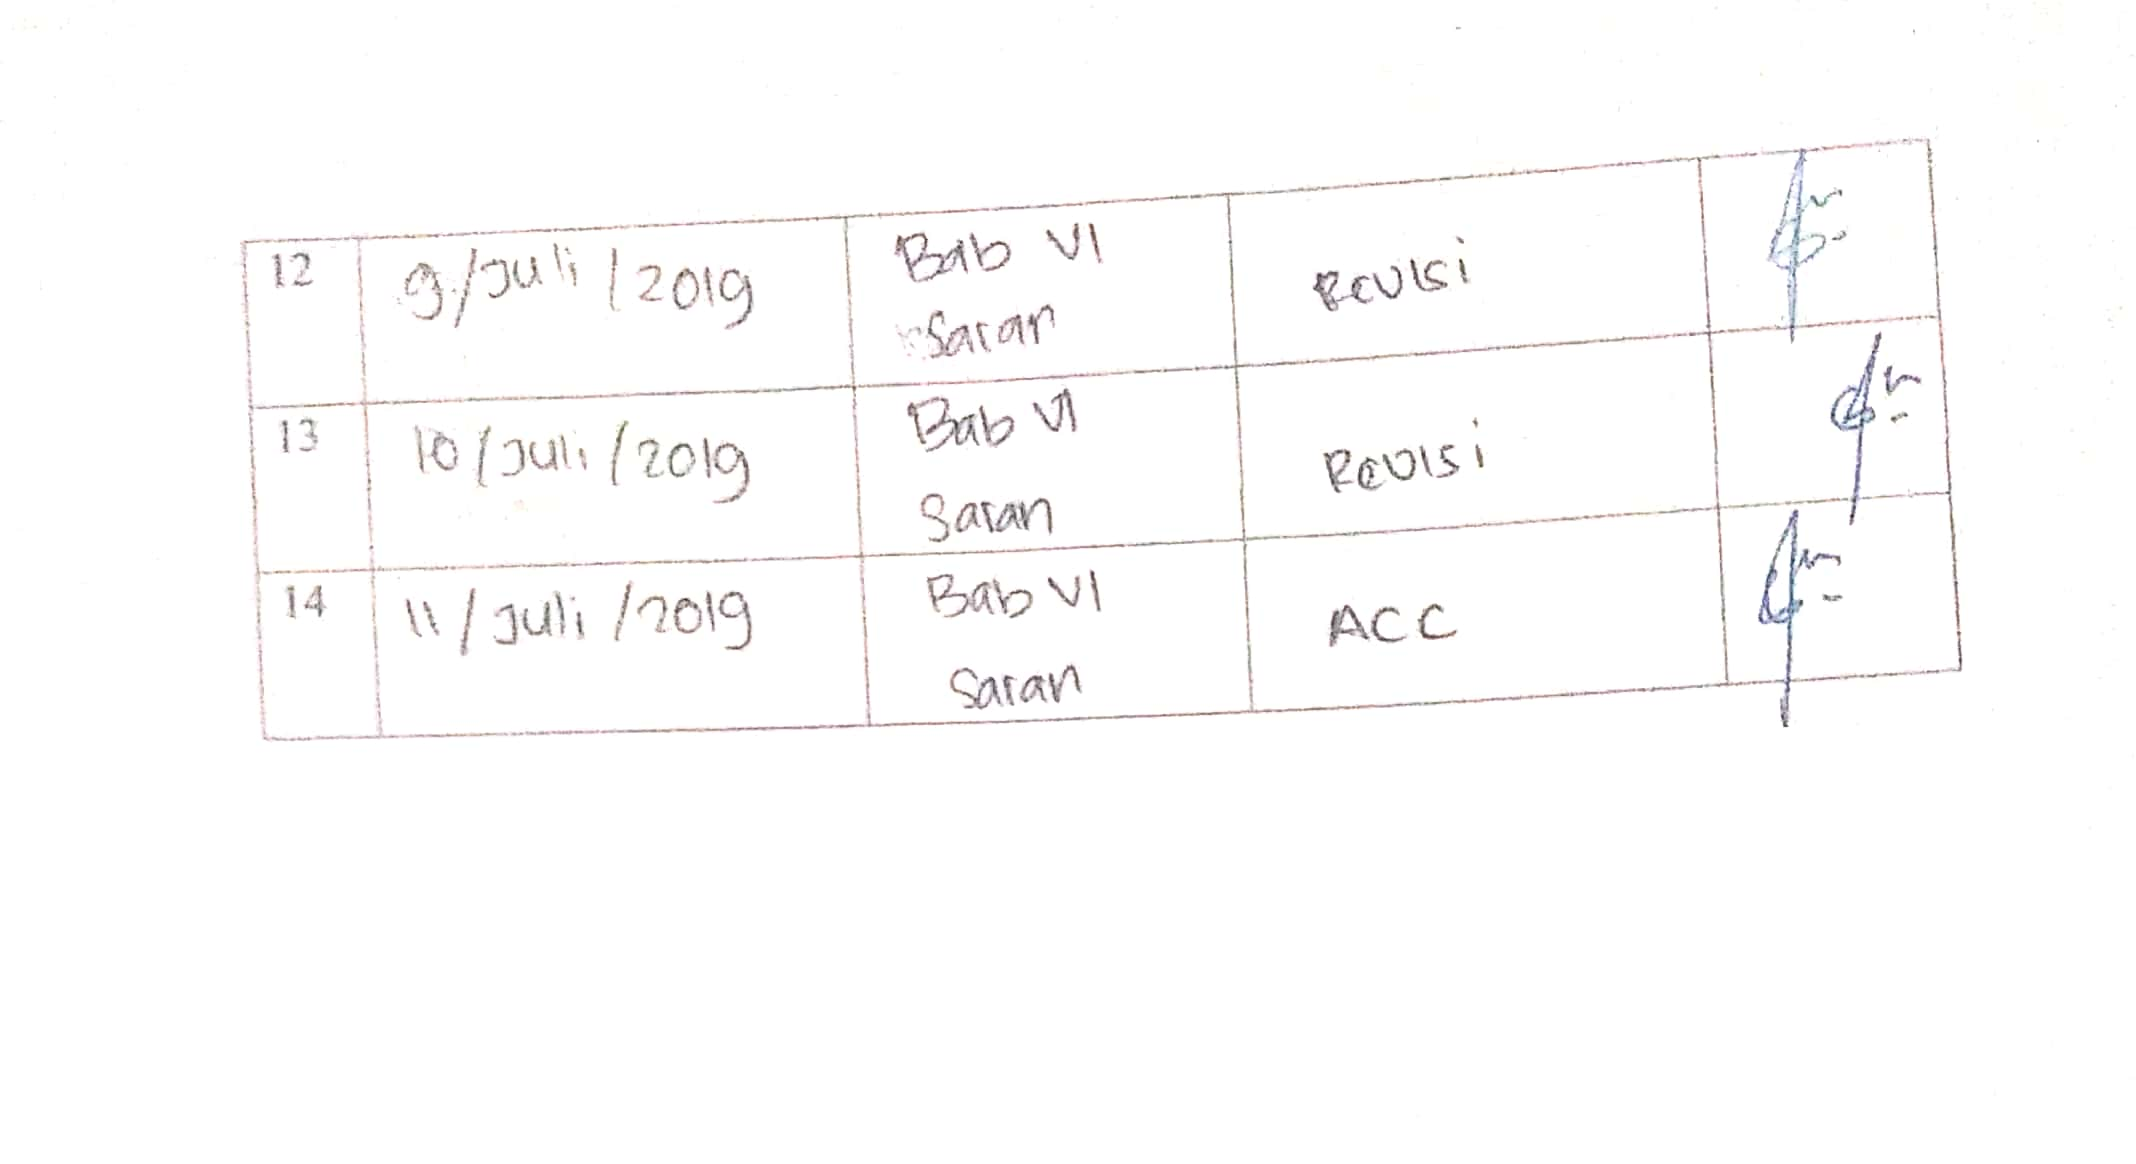 12 9/Juli/2019 Bab VI Revisi
Saran
13 10/Juli/2019 Bab VI Revisi
Saran
14 11/Juli/2019 Bab VI ACC
Saran